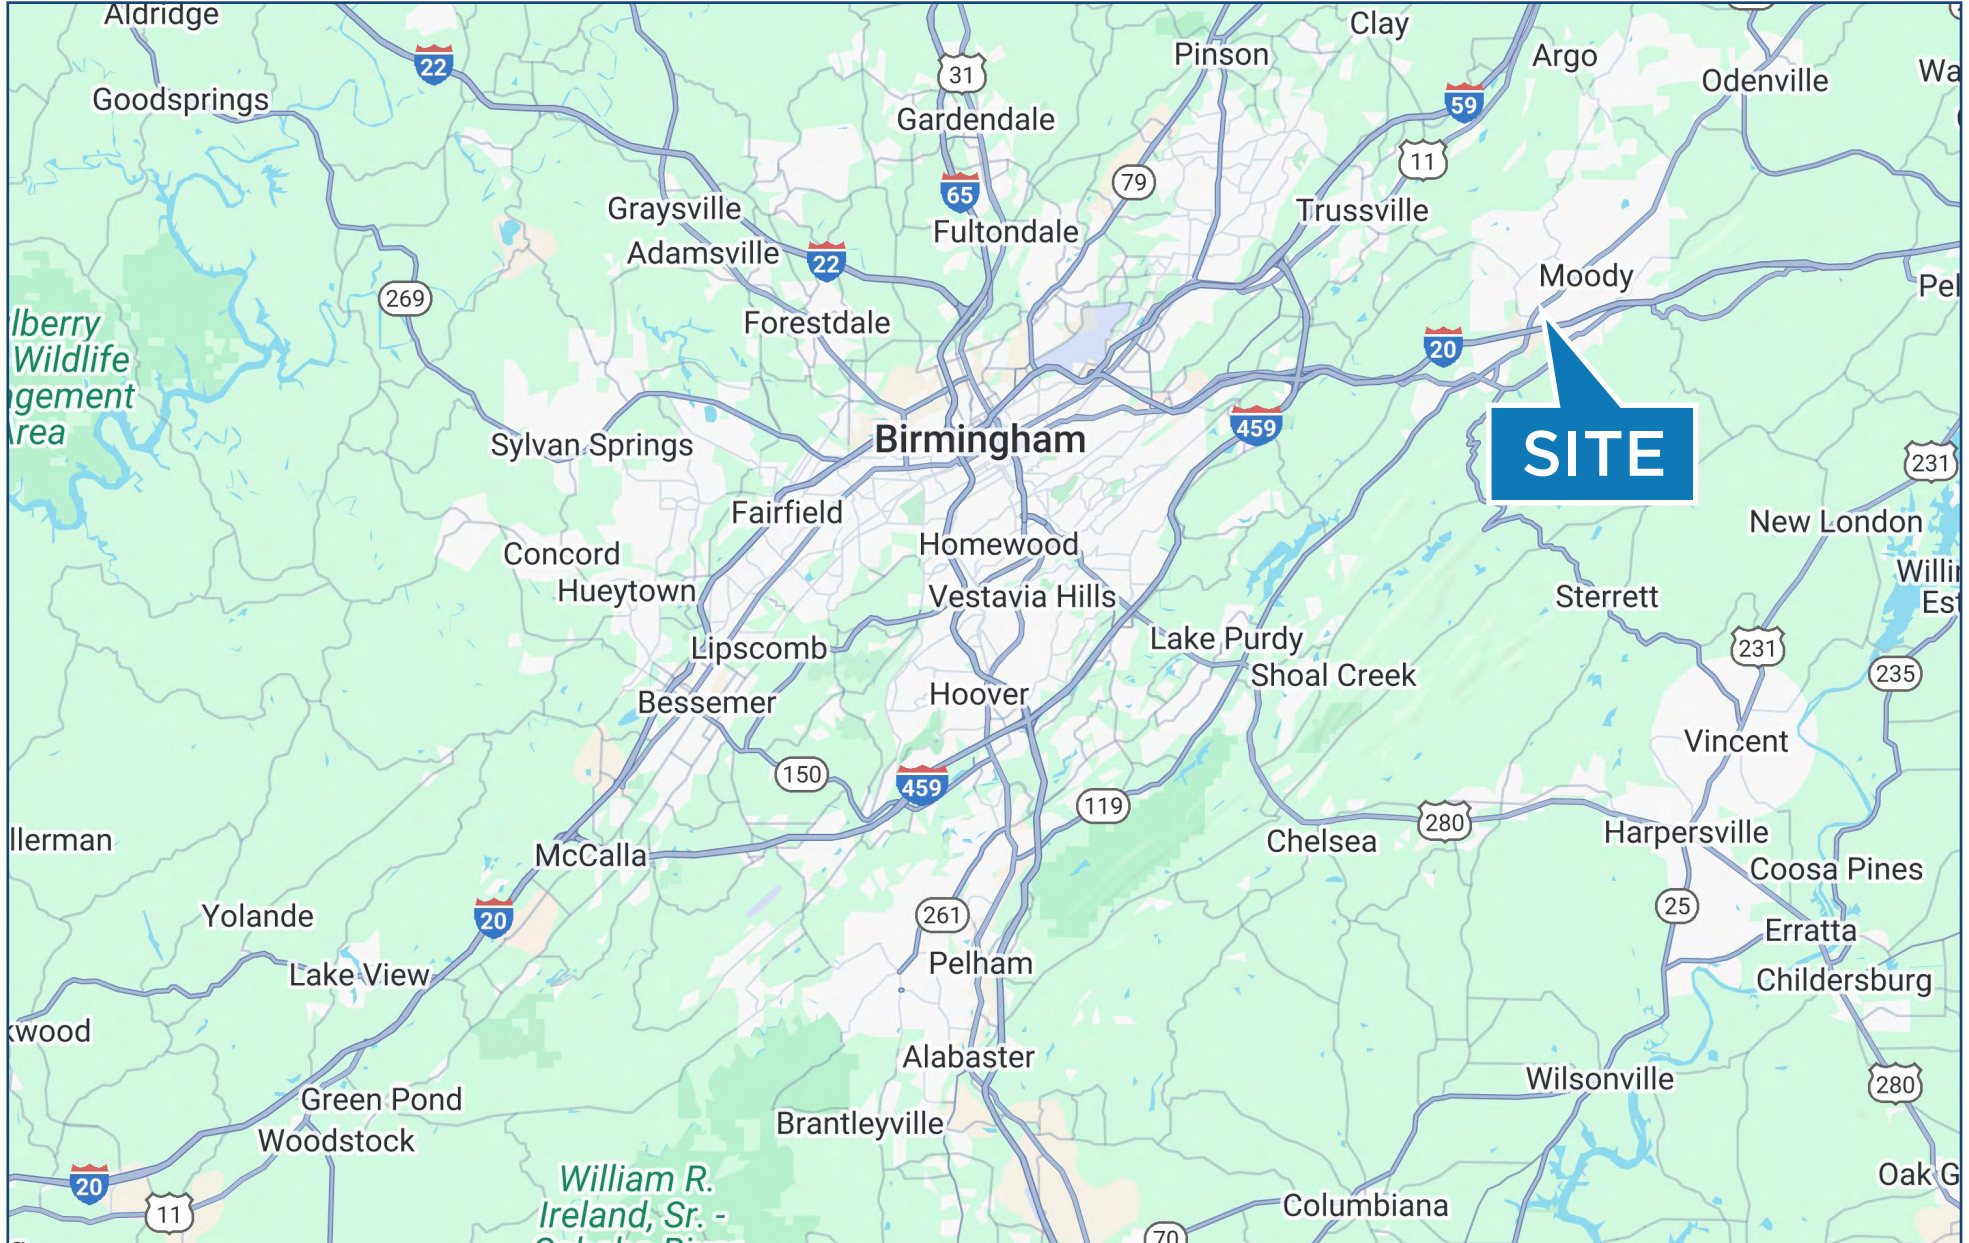 Aldridge
Clay
Pinson
Argo
22
31
Wa
Odenville
Goodsprings
59
Gardendale
11
79
65
Graysville
Trussville
Fultondale
Adamsville
22
Moody
Pel
269
Forestdale
lberry
Wildlife
agement
Area
20
459
Birmingham
Sylvan Springs
SITE
231
Fairfield
New London
Homewood
Concord
Hueytown
Willin
Est
Vestavia Hills
Sterrett
Lake Purdy
Lipscomb
231
Shoal Creek
235
Hoover
Bessemer
Vincent
150
459
119
280
Harpersville
llerman
Chelsea
McCalla
Coosa Pines
25
20
Yolande
261
Erratta
Lake View
Pelham
Childersburg
kwood
Alabaster
Wilsonville
280
Green Pond
Brantleyville
Woodstock
William R.
Ireland, Sr. -
Oak G
20
Columbiana
11
70